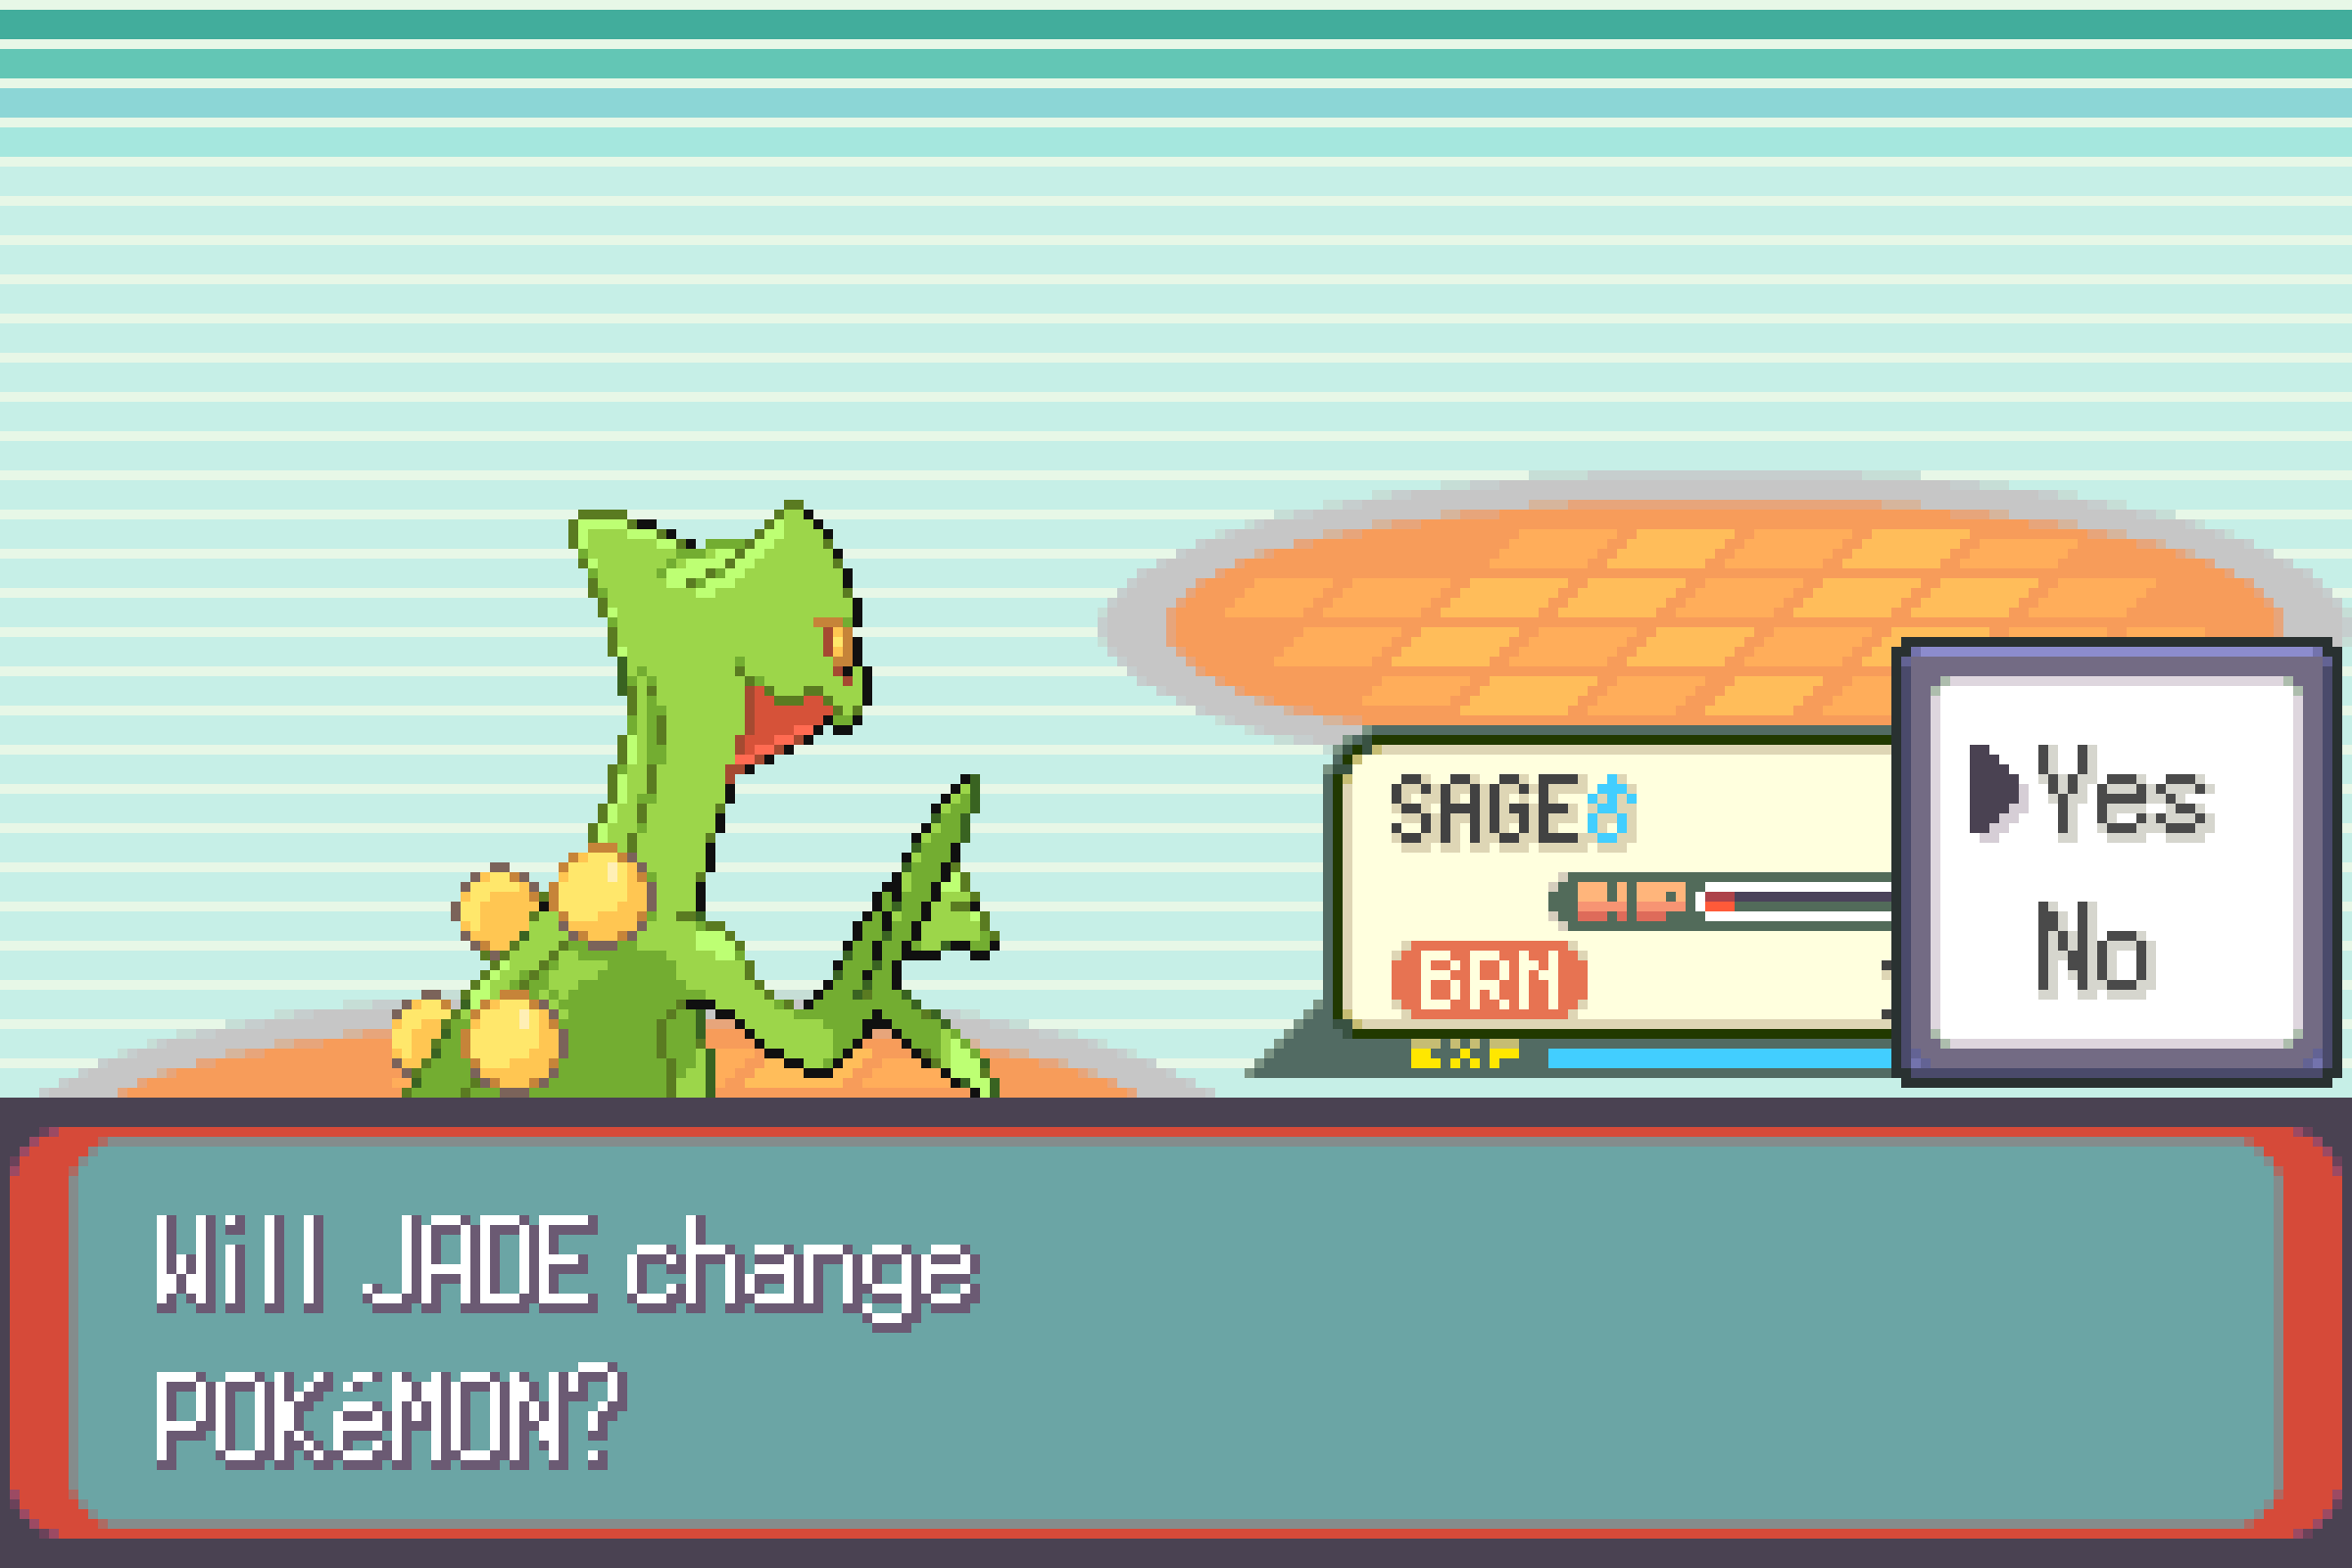 SAGE♂
Yes
HP
BRN
No
EXP
Will JADE change
POKéMON?